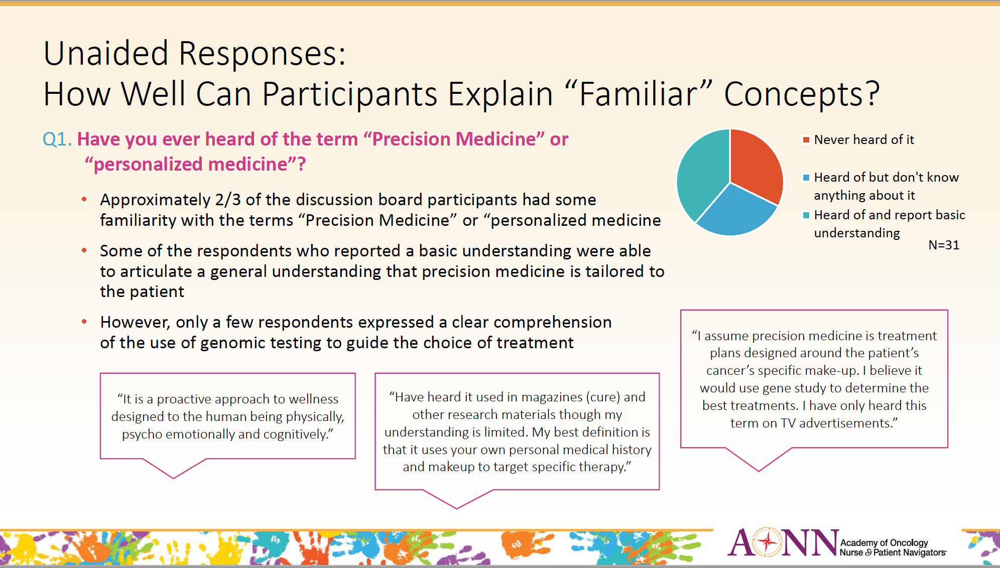 Unaided Responses:
How Well Can Participants Explain “Familiar” Concepts?
Q1. Have you ever heard of the term “Precision Medicine” or
“personalized medicine”?
• Approximately 2/3 of the discussion board participants had some
familiarity with the terms “Precision Medicine” or “personalized medicine
• Some of the respondents who reported a basic understanding were able
to articulate a general understanding that precision medicine is tailored to
the patient
• However, only a few respondents expressed a clear comprehension
of the use of genomic testing to guide the choice of treatment
Never heard of it
Heard of but don't know
anything about it
Heard of and report basic
understanding
N=31
“It is a proactive approach to wellness
designed to the human being physically,
psycho emotionally and cognitively.”
“Have heard it used in magazines (cure) and
other research materials though my
understanding is limited. My best definition is
that it uses your own personal medical history
and makeup to target specific therapy.”
“I assume precision medicine is treatment
plans designed around the patient’s
cancer’s specific make-up. I believe it
would use gene study to determine the
best treatments. I have only heard this
term on TV advertisements.”
AONN
Academy of Oncology
Nurse & Patient Navigators